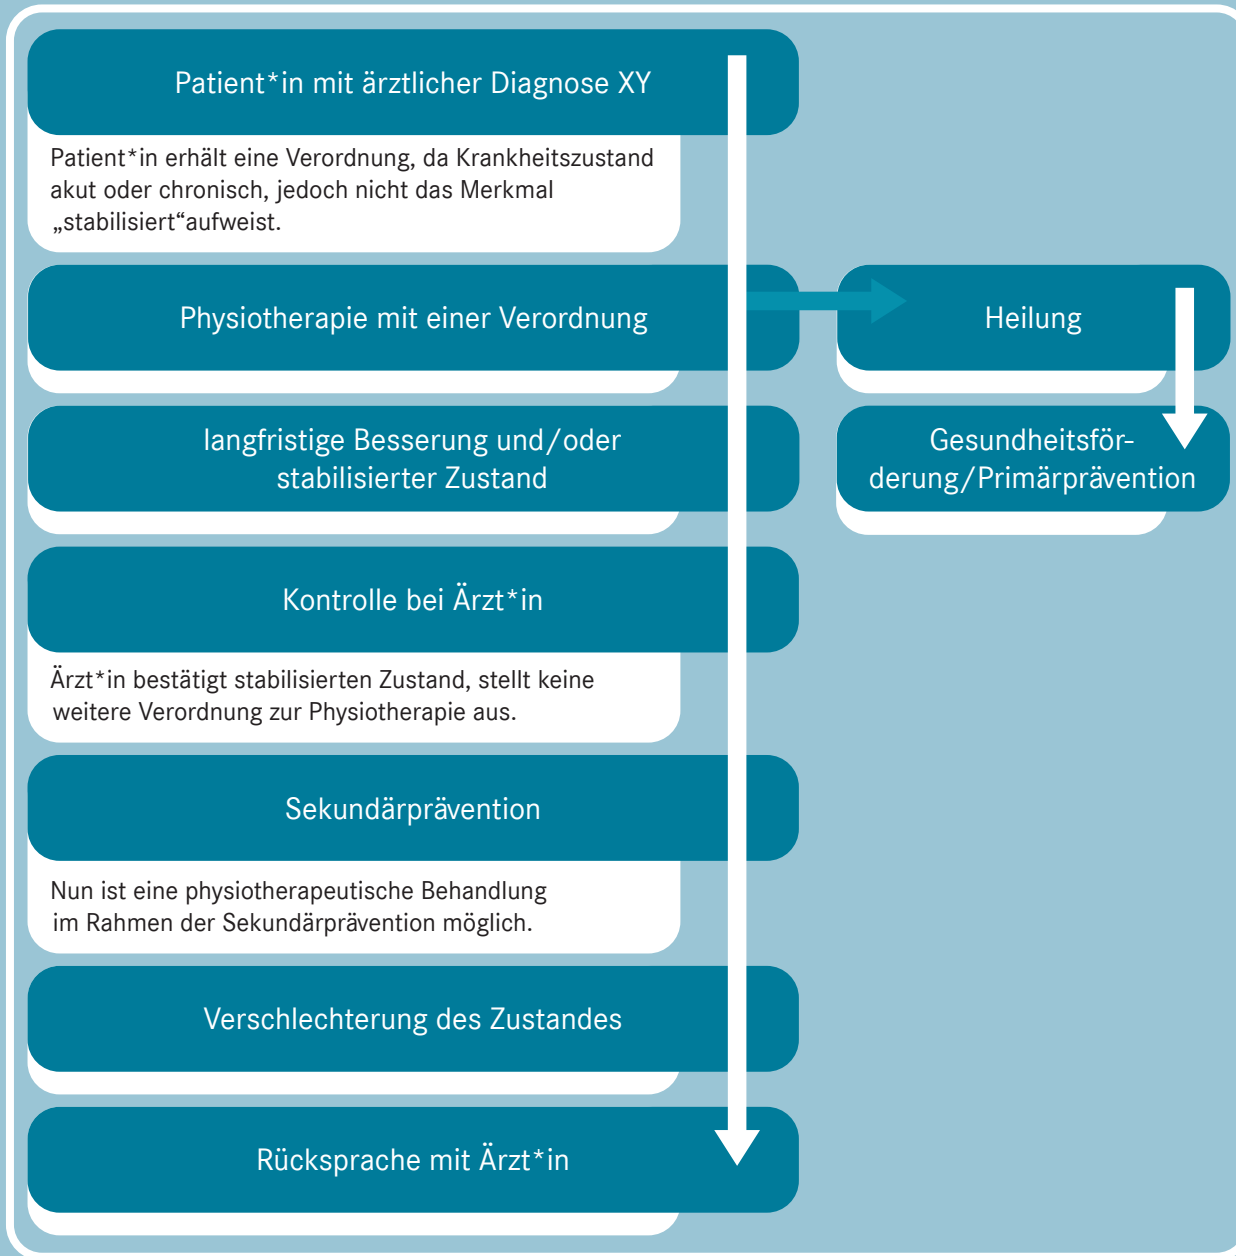 Patient*in mit ärztlicher Diagnose XY
Patient*in erhält eine Verordnung, da Krankheitszustand
akut oder chronisch, jedoch nicht das Merkmal
„stabilisiert“aufweist.
Physiotherapie mit einer Verordnung
Heilung
langfristige Besserung und/oder
stabilisierter Zustand
Gesundheitsför-
derung/Primärprävention
Kontrolle bei Ärzt*in
Ärzt*in bestätigt stabilisierten Zustand, stellt keine
weitere Verordnung zur Physiotherapie aus.
Sekundärprävention
Nun ist eine physiotherapeutische Behandlung
im Rahmen der Sekundärprävention möglich.
Verschlechterung des Zustandes
Rücksprache mit Ärzt*in